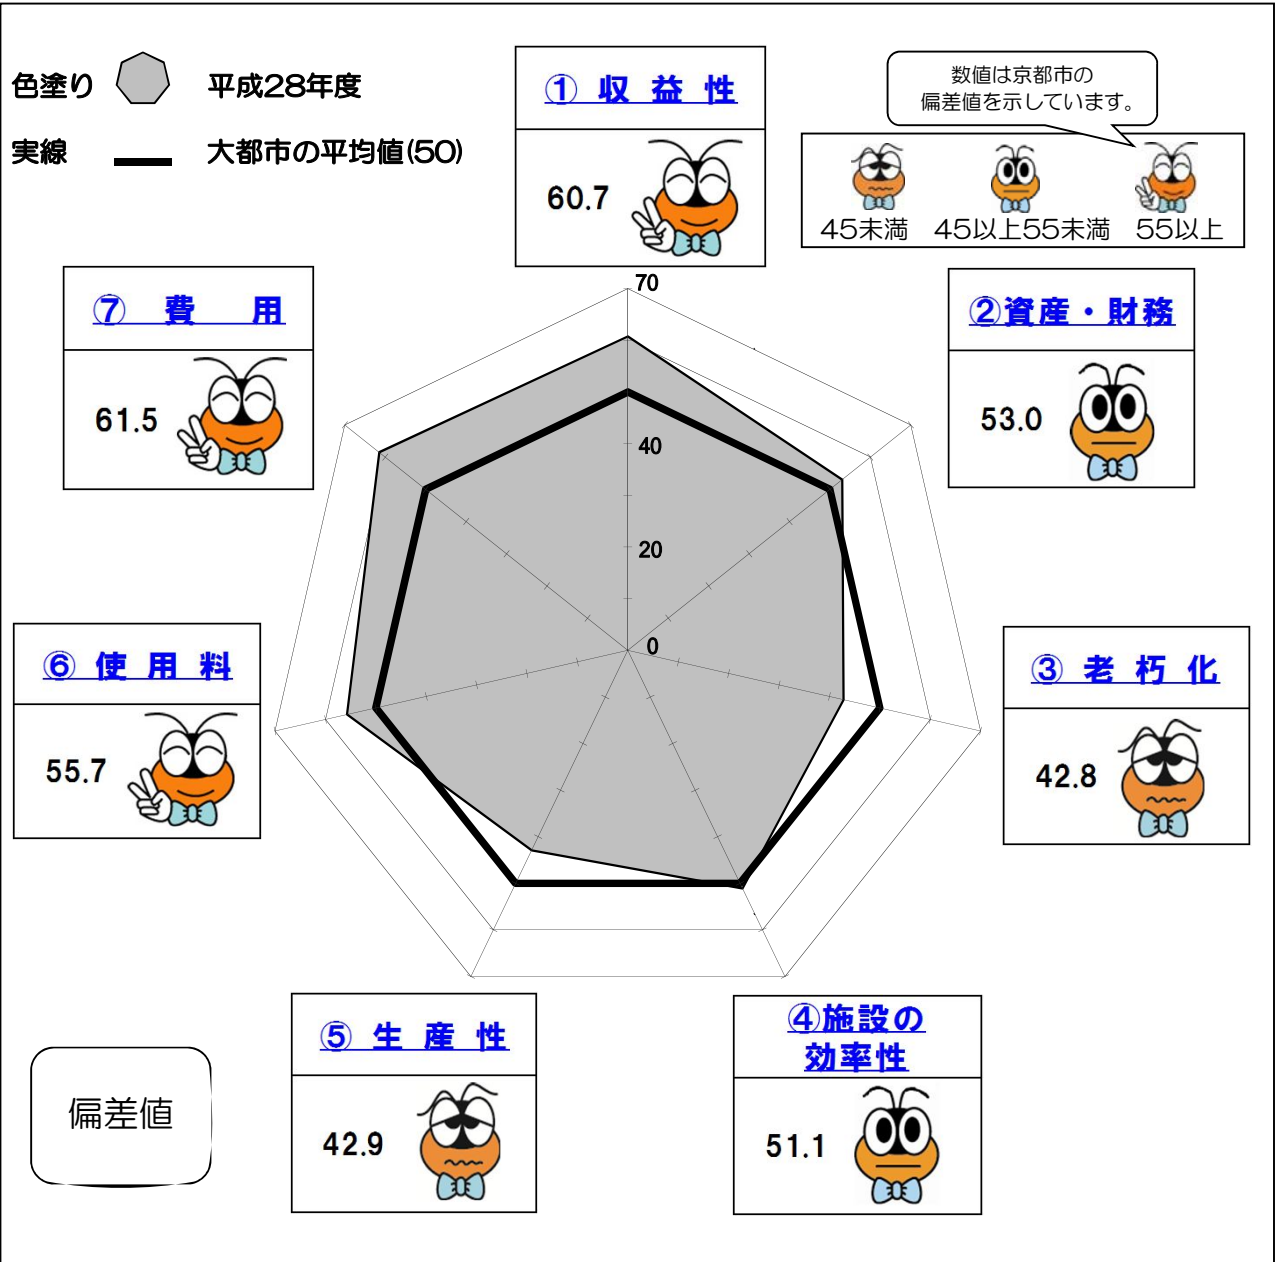 色塗り 平成28年度
実線 大都市の平均値(50)
① 収 益 性
60.7
数値は京都市の
偏差値を示しています。
45未満 45以上55未満 55以上
⑦ 費 用
61.5
②資産・財務
53.0
70
40
20
0
⑥ 使 用 料
55.7
③ 老 朽 化
42.8
⑤ 生 産 性
42.9
④施設の
効率性
51.1
偏差値